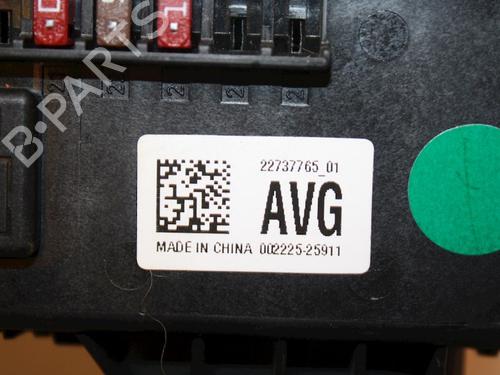 B-PARTS
22737765_01
AVG
MADE IN CHINA 002225-25911